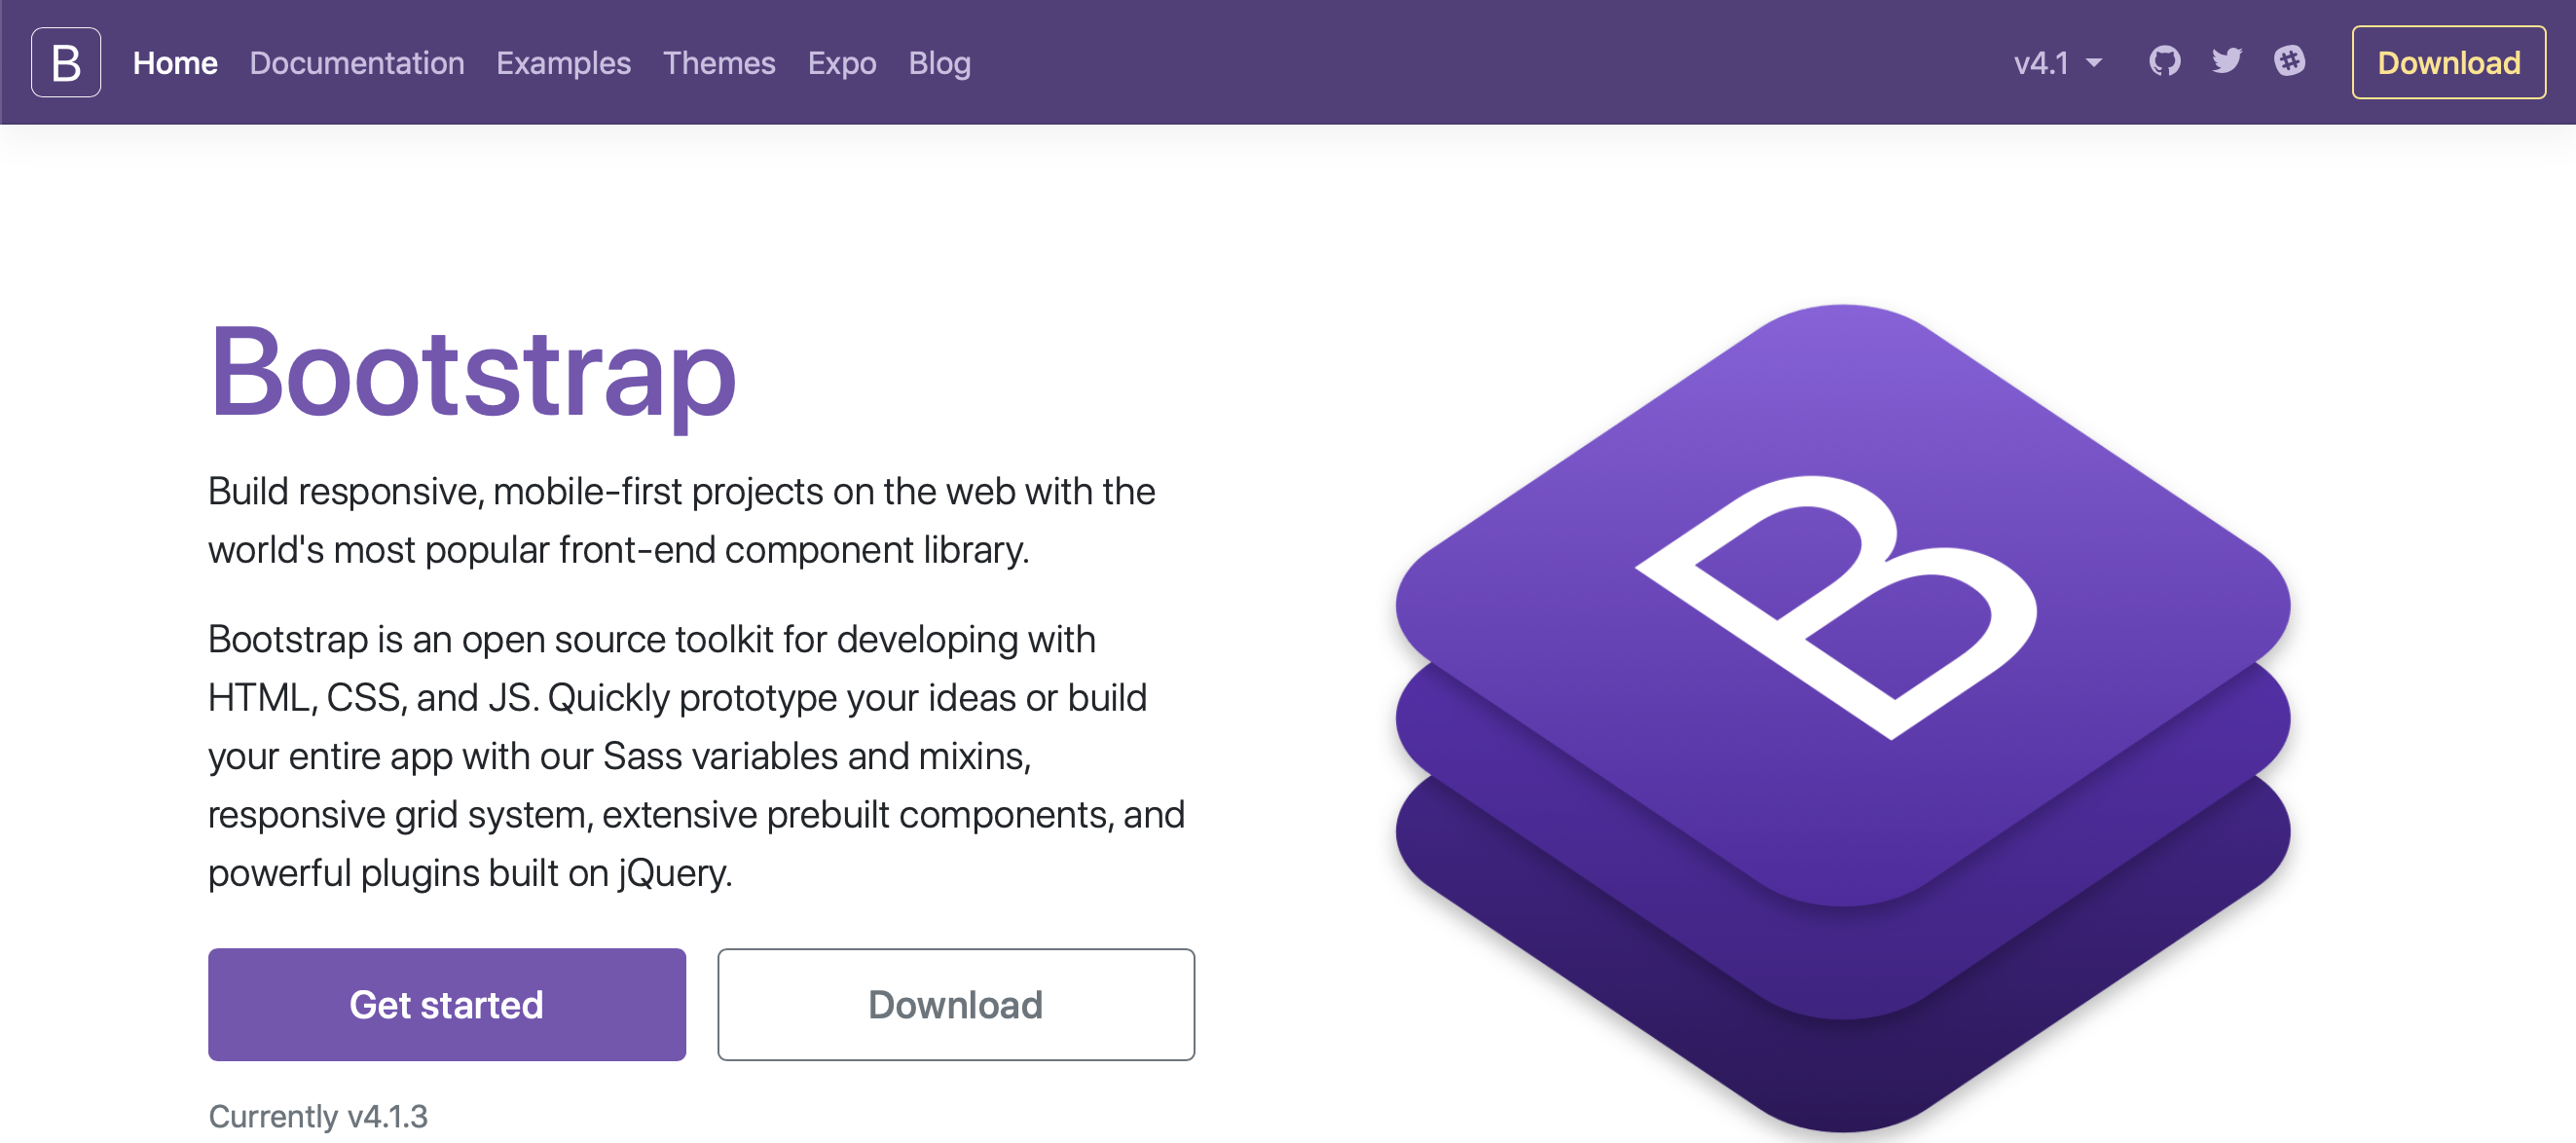 B Home Documentation Examples Themes Expo Blog v4.1 Download
Bootstrap
Build responsive, mobile-first projects on the web with the
world's most popular front-end component library.
Bootstrap is an open source toolkit for developing with
HTML, CSS, and JS. Quickly prototype your ideas or build
your entire app with our Sass variables and mixins,
responsive grid system, extensive prebuilt components, and
powerful plugins built on jQuery.
Get started Download
Currently v4.1.3
B